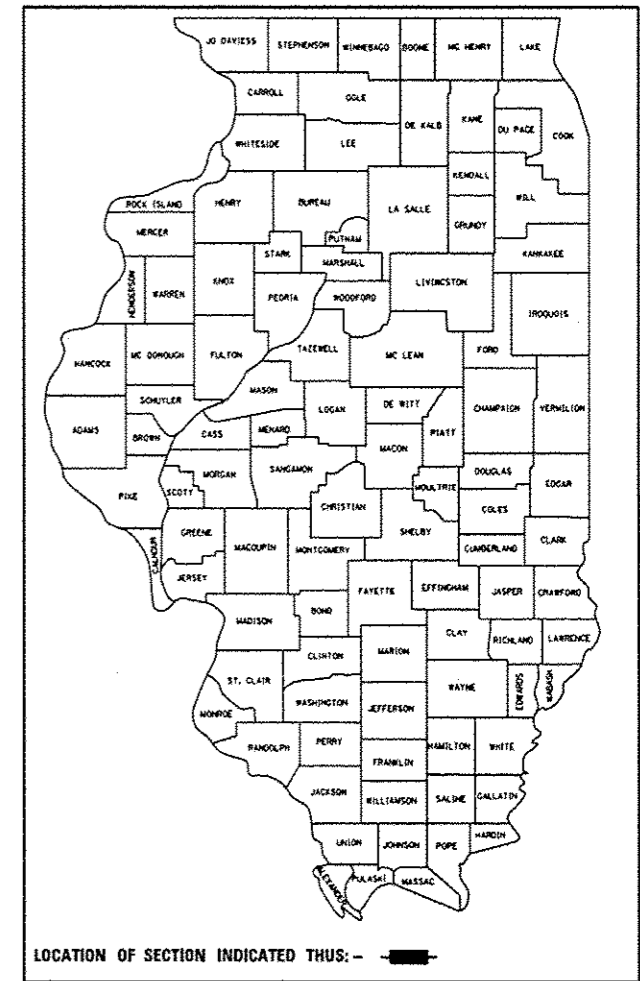 JO DAVIESS STEPHENSON WINNEBAGO BOONE MC HENRY LAKE
CARROLL OGLE DE KALB KANE DU PAGE COOK
WHITESIDE LEE
KENDALL WILL
ROCK ISLAND HENRY BUREAU LA SALLE GRUNDY
MERCER PUTNAM
STARK MARSHALL KANKAKEE
HENDERSON WARREN KNOX PEORIA WOODFORD LIVINGSTON IROQUOIS
HANCOCK MC DONOUGH FULTON TAZEWELL MC LEAN FORD
SCHUYLER MASON
ADAMS BROWN CASS MENARD LOGAN DE WITT PIATT CHAMPAION VERMILION
MACON
PIKE SCOTT MORGAN SANGAMON MOULTRIE DOUGLAS EDGAR
CHRISTIAN COLES
CALHOUN GREENE MACOUPIN MONTGOMERY SHELBY CUMBERLAND CLARK
JERSEY
FAYETTE EFFINGHAM JASPER CRAWFORD
MADISON BOND
CLAY RICHLAND LAWRENCE
CLINTON MARION
ST. CLAIR WAYNE EDWARDS WABASH
MONROE WASHINGTON JEFFERSON
RANDOLPH PERRY HAMILTON WHITE
FRANKLIN
JACKSON WILLIAMSON SALINE GALLATIN
UNION JOHNSON POPE HARDIN
ALEXANDER PULASKI MASSAC
LOCATION OF SECTION INDICATED THUS: –